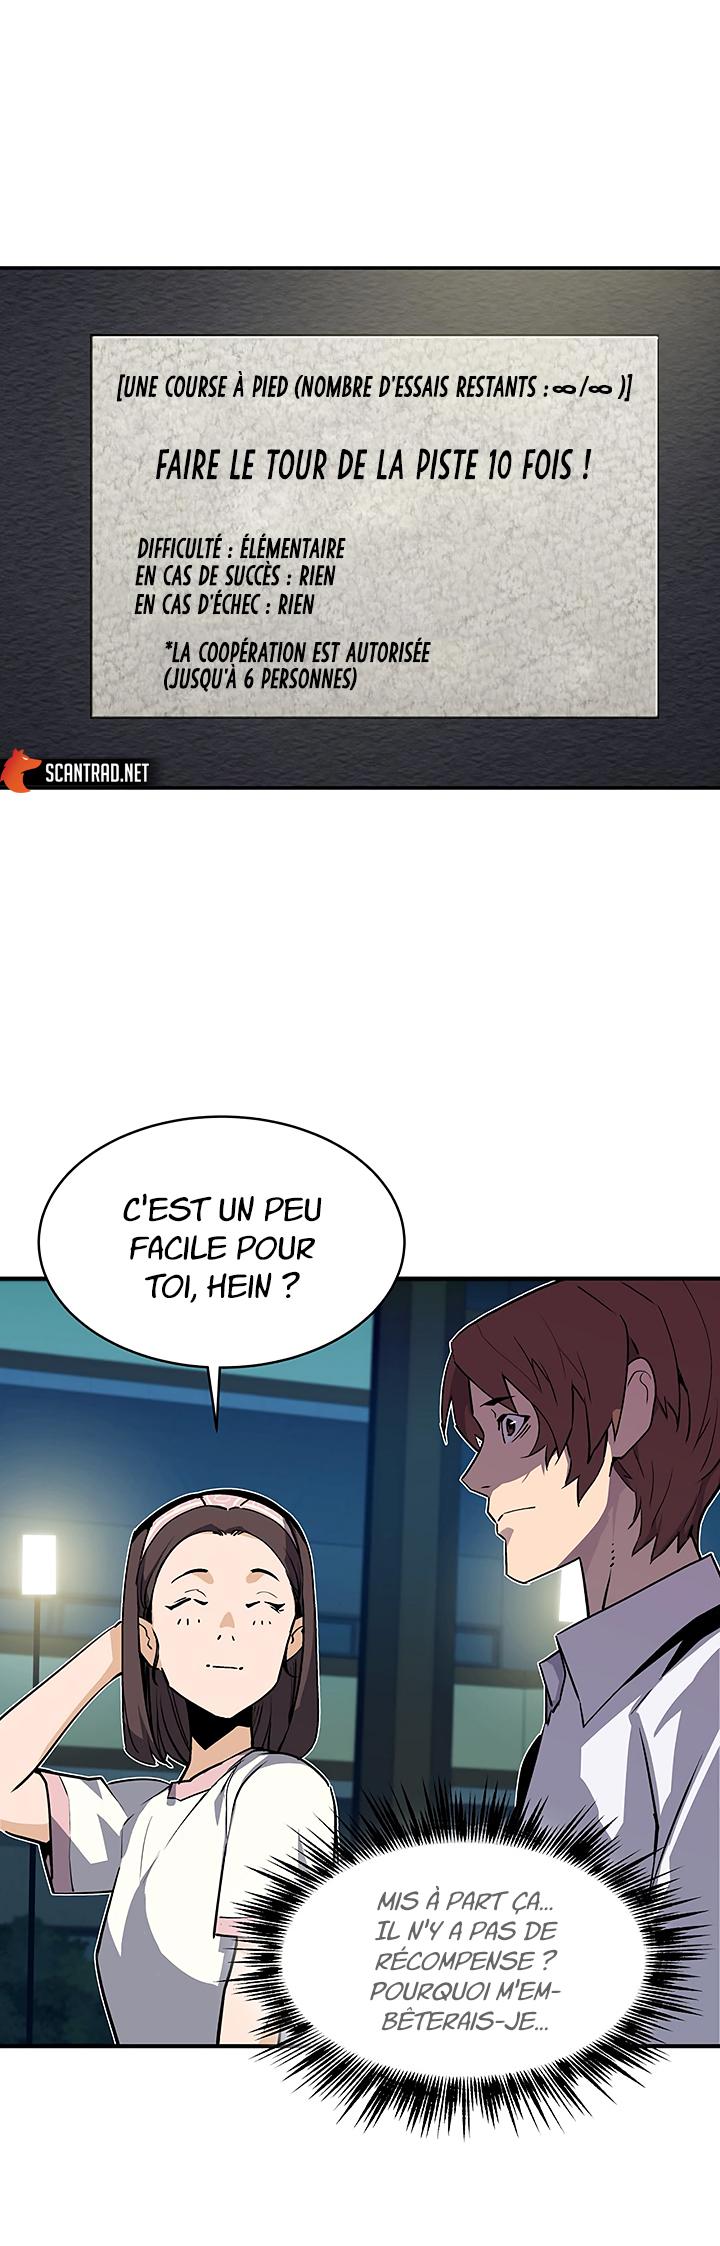 [UNE COURSE À PIED (NOMBRE D'ESSAIS RESTANTS : ∞/∞ )]
FAIRE LE TOUR DE LA PISTE 10 FOIS !
DIFFICULTÉ : ÉLÉMENTAIRE
EN CAS DE SUCCÈS : RIEN
EN CAS D'ÉCHEC : RIEN
*LA COOPÉRATION EST AUTORISÉE
(JUSQU'À 6 PERSONNES)
SCANTRAD.NET
C'EST UN PEU
FACILE POUR
TOI, HEIN ?
MIS À PART ÇA...
IL N'Y A PAS DE
RÉCOMPENSE ?
POURQUOI M'EM-
BÊTERAIS-JE...